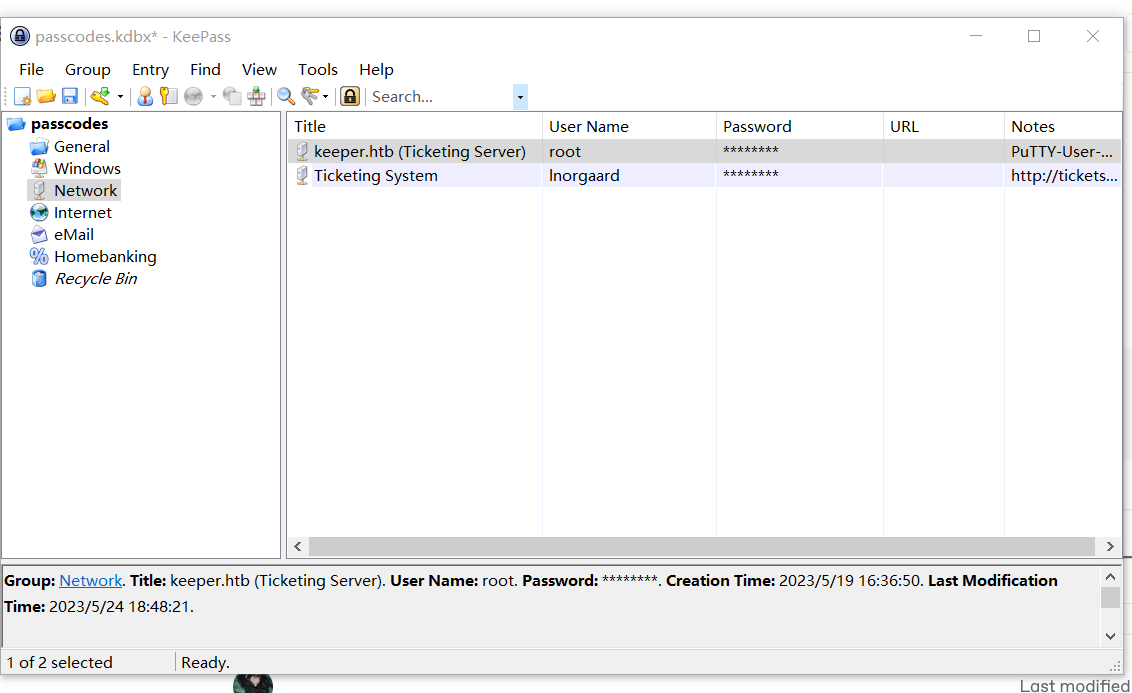 passcodes.kdbx* - KeePass
File Group Entry Find View Tools Help
Search...
passcodes
General
Windows
Network
Internet
eMail
Homebanking
Recycle Bin
Title User Name Password URL Notes
keeper.htb (Ticketing Server) root ******** PuTTY-User-...
Ticketing System lnorgaard ******** http://tickets...
Group: Network. Title: keeper.htb (Ticketing Server). User Name: root. Password: ********. Creation Time: 2023/5/19 16:36:50. Last Modification
Time: 2023/5/24 18:48:21.
1 of 2 selected Ready.
Last modified